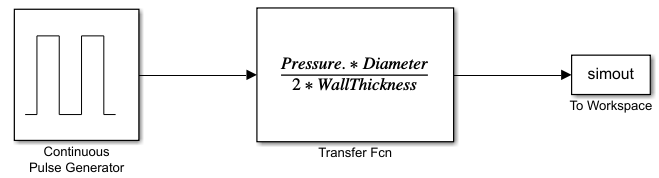 Pressure. * Diameter
2 * WallThickness
simout
To Workspace
Continuous
Pulse Generator
Transfer Fcn